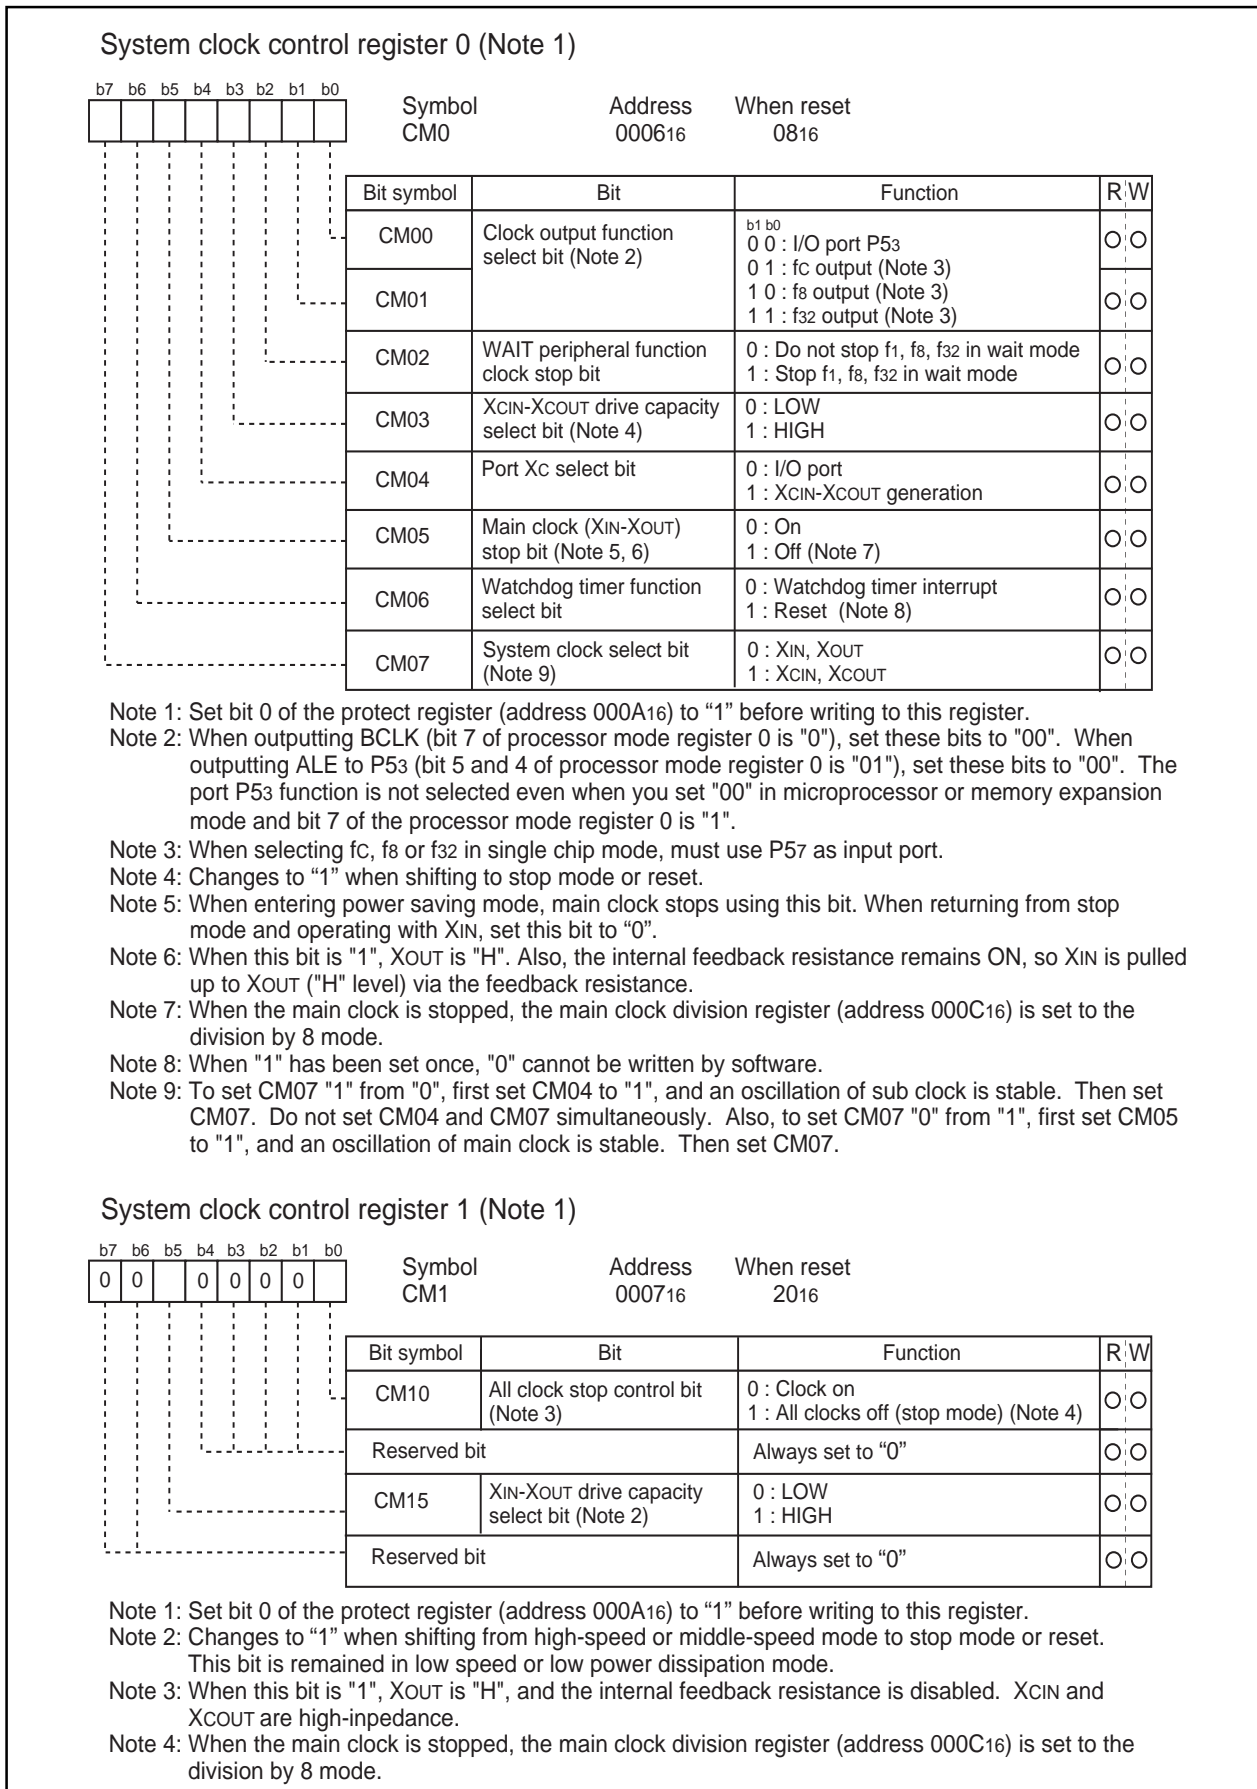 System clock control register 0 (Note 1)
b7 b6 b5 b4 b3 b2 b1 b0
Symbol Address When reset
CM0 000616 0816
Bit symbol Bit Function R W
CM00 Clock output function select bit (Note 2)
b1 b0
0 0 : I/O port P53
0 1 : fC output (Note 3)
1 0 : f8 output (Note 3)
1 1 : f32 output (Note 3)
CM01
CM02 WAIT peripheral function 0 : Do not stop f1, f8, f32 in wait mode
clock stop bit 1 : Stop f1, f8, f32 in wait mode
CM03 XCIN-XCOUT drive capacity 0 : LOW
select bit (Note 4) 1 : HIGH
CM04 Port XC select bit 0 : I/O port
1 : XCIN-XCOUT generation
CM05 Main clock (XIN-XOUT) 0 : On
stop bit (Note 5, 6) 1 : Off (Note 7)
CM06 Watchdog timer function 0 : Watchdog timer interrupt
select bit 1 : Reset (Note 8)
CM07 System clock select bit 0 : XIN, XOUT
(Note 9) 1 : XCIN, XCOUT
Note 1: Set bit 0 of the protect register (address 000A16) to “1” before writing to this register.
Note 2: When outputting BCLK (bit 7 of processor mode register 0 is "0"), set these bits to "00". When
outputting ALE to P53 (bit 5 and 4 of processor mode register 0 is "01"), set these bits to "00". The
port P53 function is not selected even when you set "00" in microprocessor or memory expansion
mode and bit 7 of the processor mode register 0 is "1".
Note 3: When selecting fC, f8 or f32 in single chip mode, must use P57 as input port.
Note 4: Changes to “1” when shifting to stop mode or reset.
Note 5: When entering power saving mode, main clock stops using this bit. When returning from stop
mode and operating with XIN, set this bit to “0”.
Note 6: When this bit is "1", XOUT is "H". Also, the internal feedback resistance remains ON, so XIN is pulled
up to XOUT ("H" level) via the feedback resistance.
Note 7: When the main clock is stopped, the main clock division register (address 000C16) is set to the
division by 8 mode.
Note 8: When "1" has been set once, "0" cannot be written by software.
Note 9: To set CM07 "1" from "0", first set CM04 to "1", and an oscillation of sub clock is stable. Then set
CM07. Do not set CM04 and CM07 simultaneously. Also, to set CM07 "0" from "1", first set CM05
to "1", and an oscillation of main clock is stable. Then set CM07.
System clock control register 1 (Note 1)
b7 b6 b5 b4 b3 b2 b1 b0
0 0 0 0 0 0
Symbol Address When reset
CM1 000716 2016
Bit symbol Bit Function R W
CM10 All clock stop control bit 0 : Clock on
(Note 3) 1 : All clocks off (stop mode) (Note 4)
Reserved bit Always set to “0”
CM15 XIN-XOUT drive capacity 0 : LOW
select bit (Note 2) 1 : HIGH
Reserved bit Always set to “0”
Note 1: Set bit 0 of the protect register (address 000A16) to “1” before writing to this register.
Note 2: Changes to “1” when shifting from high-speed or middle-speed mode to stop mode or reset.
This bit is remained in low speed or low power dissipation mode.
Note 3: When this bit is "1", XOUT is "H", and the internal feedback resistance is disabled. XCIN and
XCOUT are high-inpedance.
Note 4: When the main clock is stopped, the main clock division register (address 000C16) is set to the
division by 8 mode.